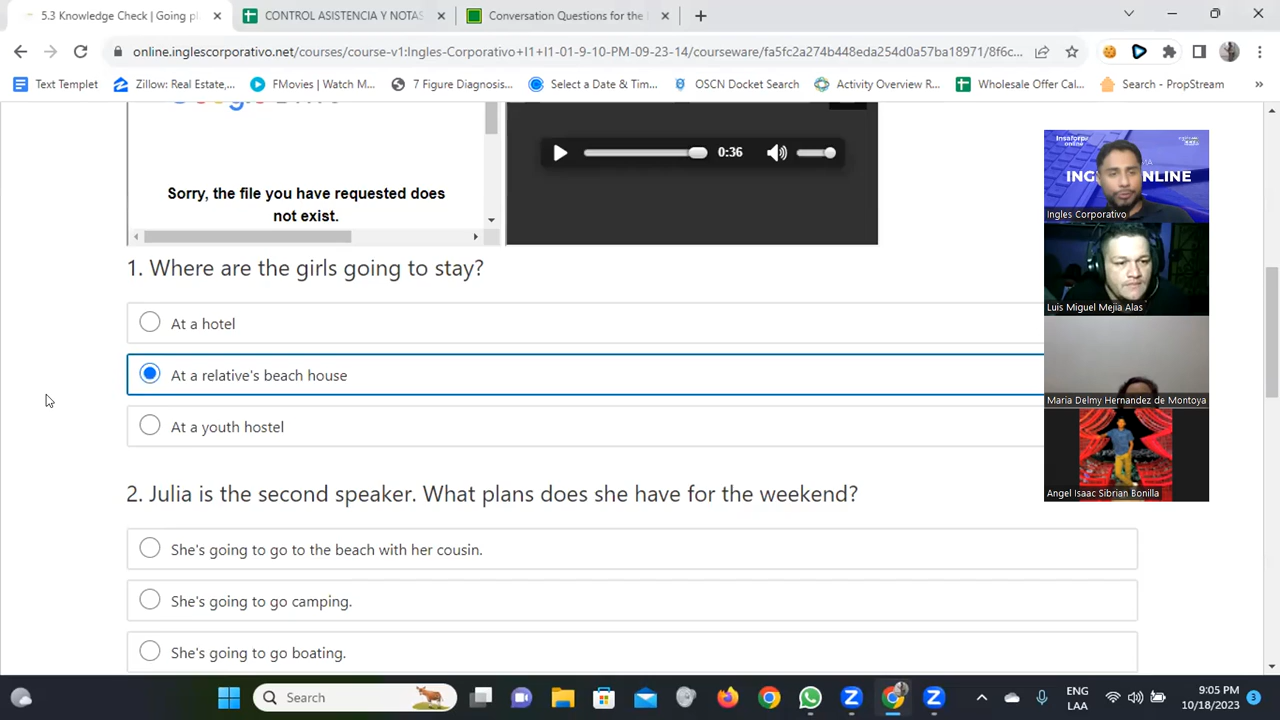 5.3 Knowledge Check | Going pl
CONTROL ASISTENCIA Y NOTAS
Conversation Questions for the
online.inglescorporativo.net/courses/course-v1:Ingles-Corporativo+I1+I1-01-9-10-PM-09-23-14/courseware/fa5fc2a274b448eda254d0a57ba18971/8f6c...
Text Templet
Zillow: Real Estate,...
FMovies | Watch M...
7 Figure Diagnosis...
Select a Date & Tim...
OSCN Docket Search
Activity Overview R...
Wholesale Offer Cal...
Search - PropStream
»
0:36
Sorry, the file you have requested does
not exist.
1. Where are the girls going to stay?
At a hotel
At a relative's beach house
At a youth hostel
2. Julia is the second speaker. What plans does she have for the weekend?
She's going to go to the beach with her cousin.
She's going to go camping.
She's going to go boating.
Ingles Corporativo
Luis Miguel Mejia Alas
Maria Delmy Hernandez de Montoya
Angel Isaac Sibrian Bonilla
Search
ENG
LAA
9:05 PM
10/18/2023
3